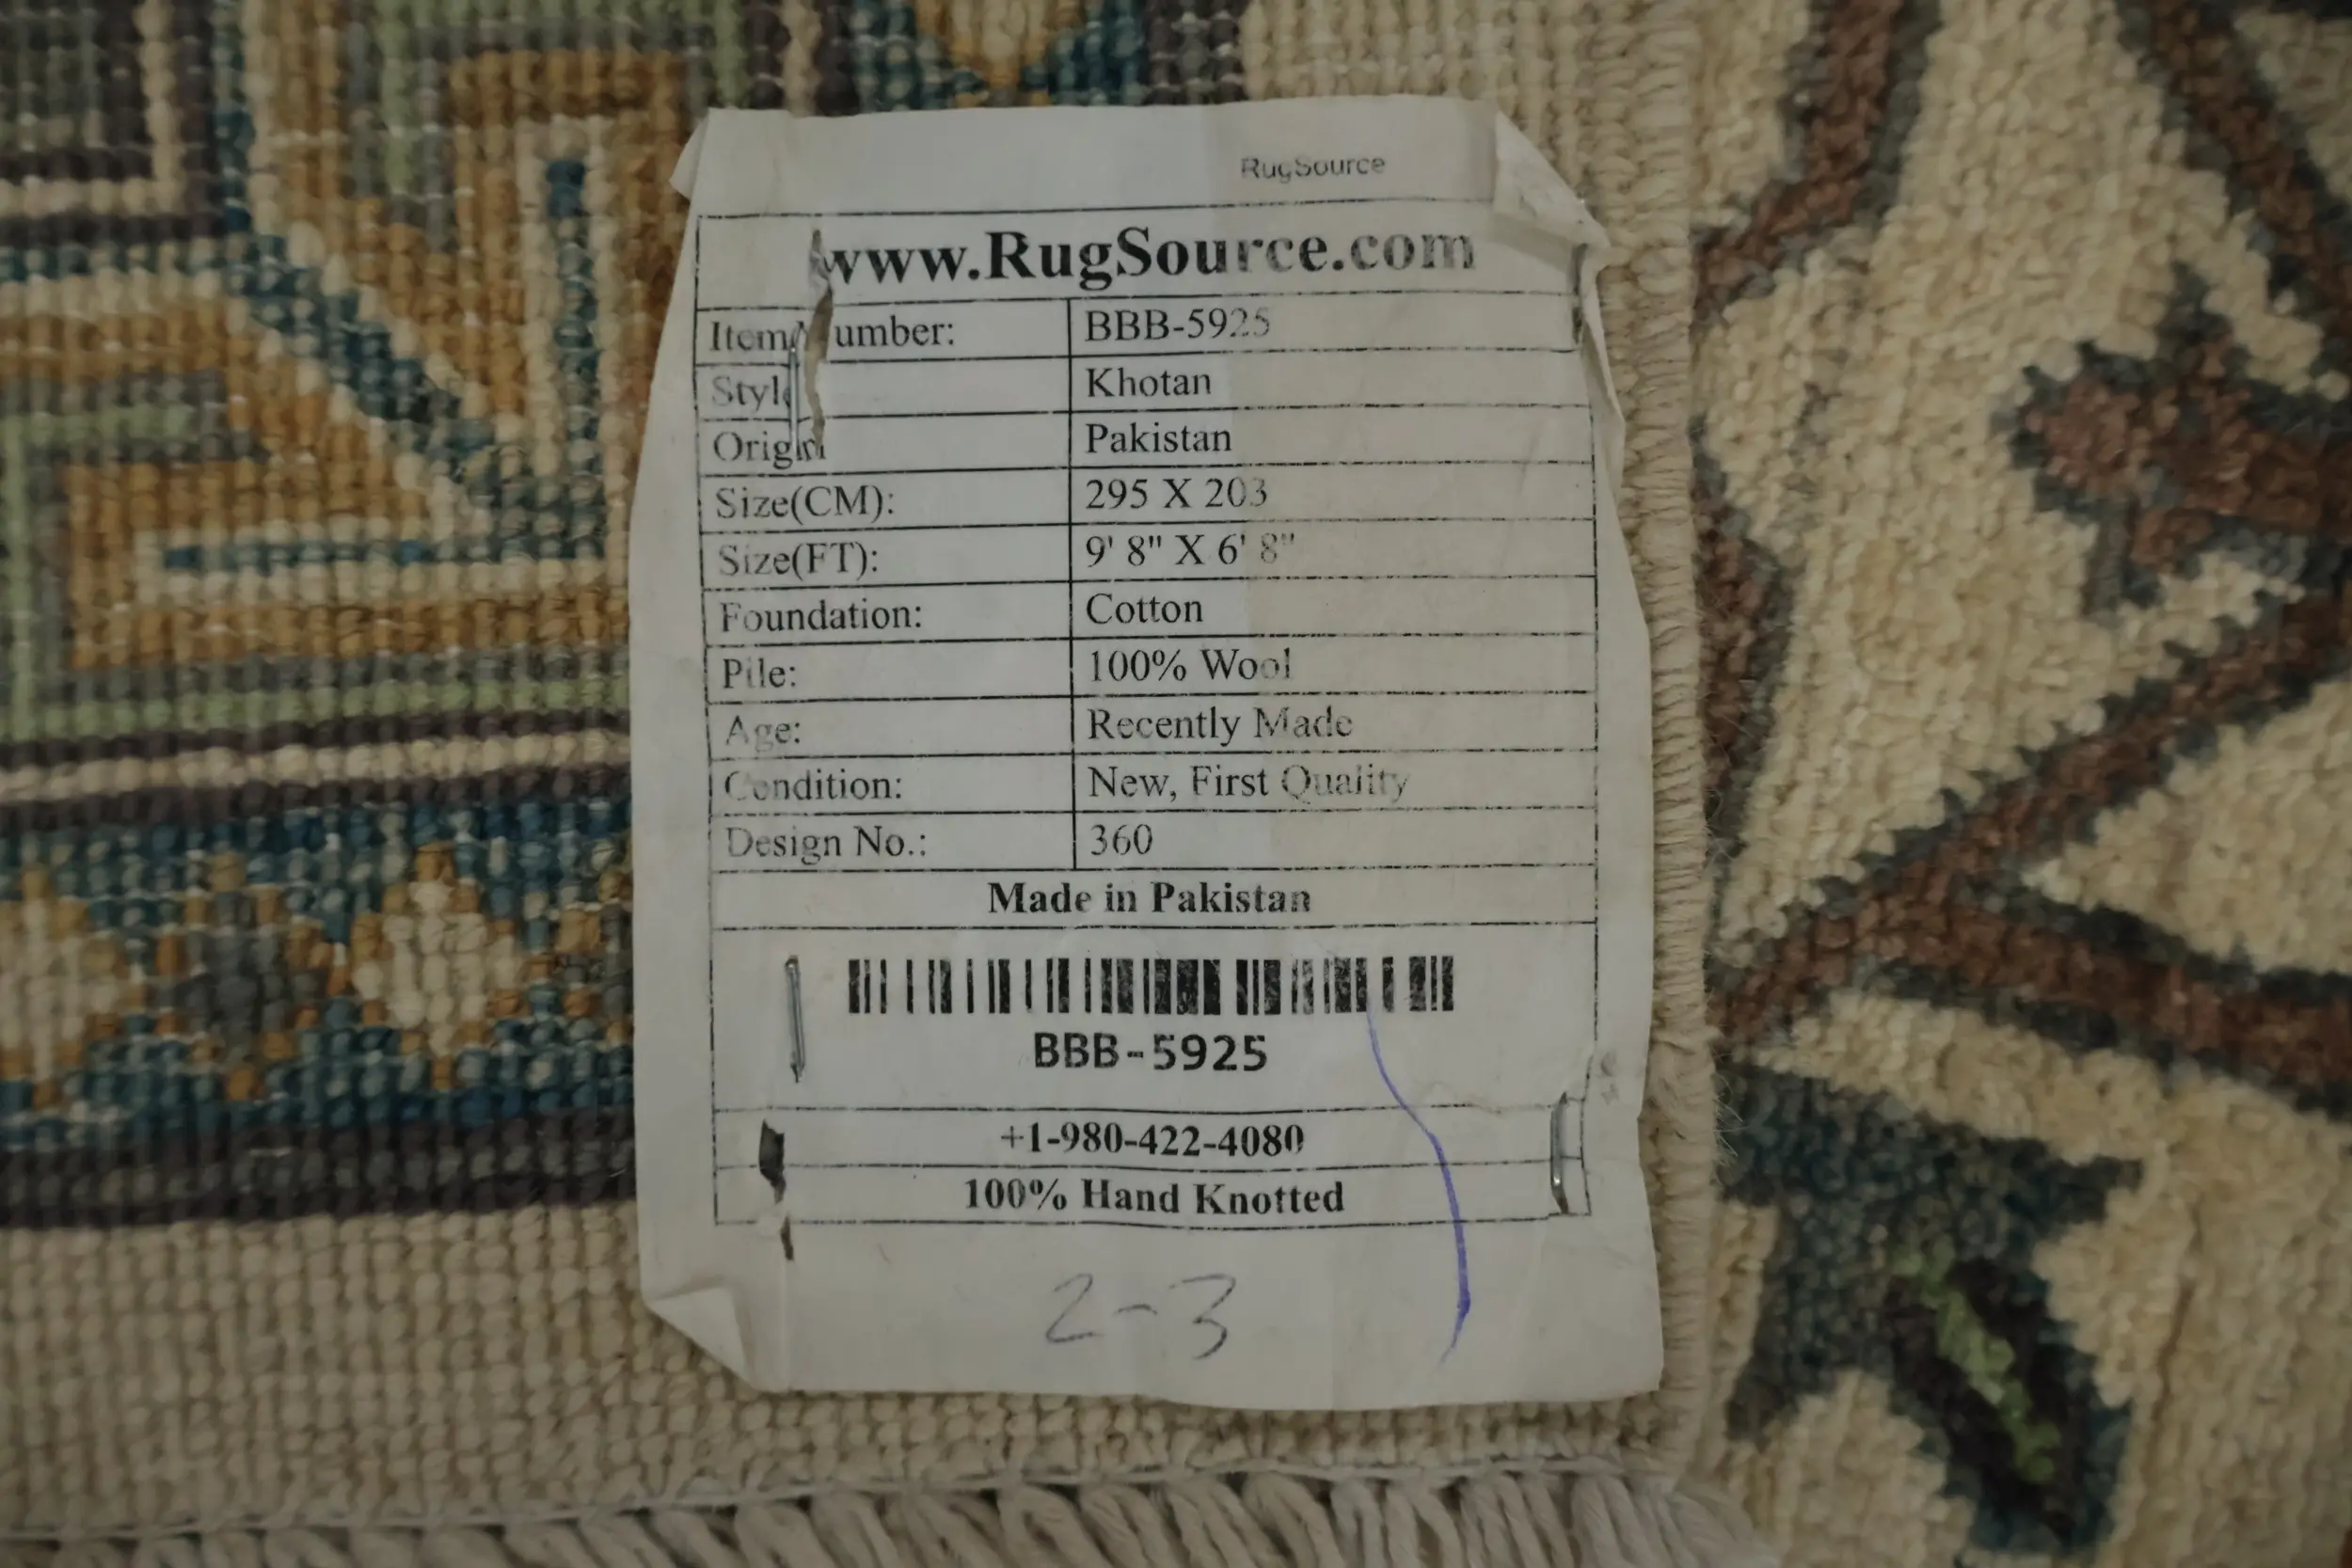 RugSource
www.RugSource.com
Item Number: BBB-5925
Style Khotan
Origin Pakistan
Size(CM): 295 X 203
Size(FT): 9' 8" X 6' 8"
Foundation: Cotton
Pile: 100% Wool
Age: Recently Made
Condition: New, First Quality
Design No.: 360
Made in Pakistan
BBB-5925
+1-980-422-4080
100% Hand Knotted
2-3